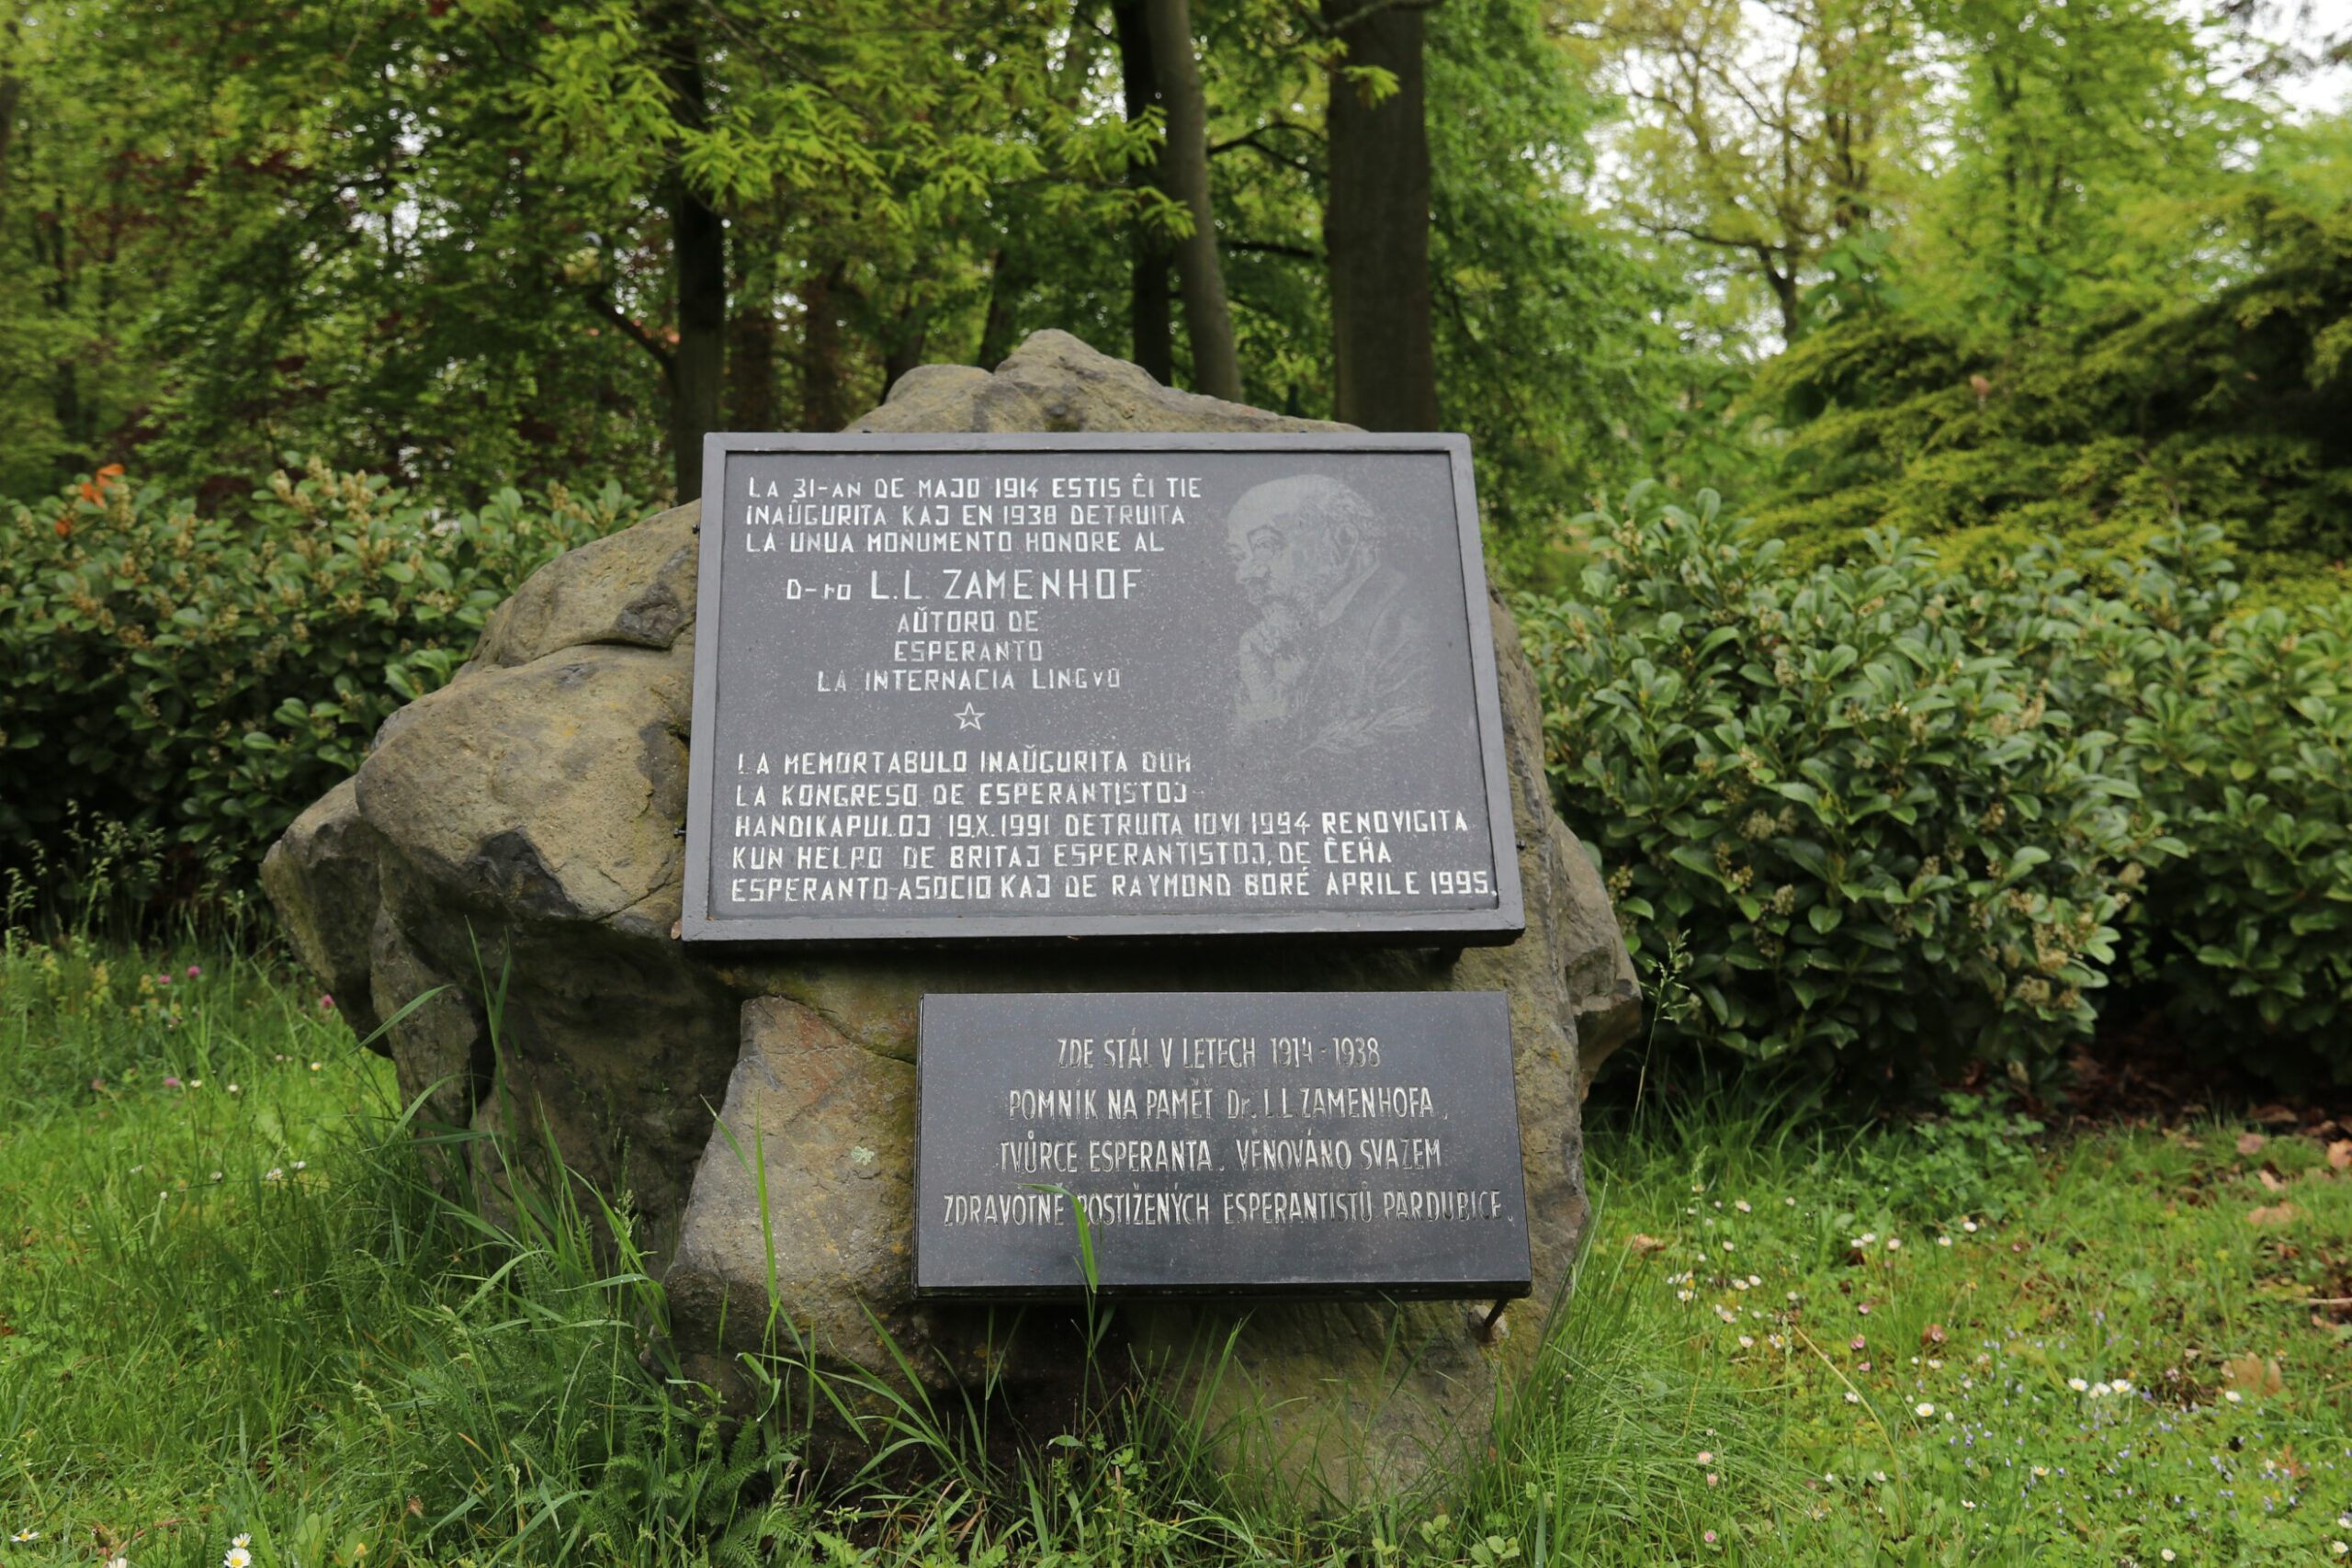 LA 31-AN DE MAJO 1914 ESTIS ĈI TIE
INAŬGURITA KAJ EN 1938 DETRUITA
LA UNUA MONUMENTO HONORE AL
D-ro L.L. ZAMENHOF
AŬTORO DE
ESPERANTO
LA INTERNACIA LINGVO
LA MEMORTABULO INAŬGURITA DUM
LA KONGRESO DE ESPERANTISTOJ-
HANDIKAPULOJ 19.X.1991 DETRUITA 10.VI.1994 RENOVIGITA
KUN HELPO DE BRITAJ ESPERANTISTOJ, DE ĈEĤA
ESPERANTO-ASOCIO KAJ DE RAYMOND BORÉ APRILE 1995.
ZDE STÁL V LETECH 1914 - 1938
POMNÍK NA PAMĚŤ Dr. L.L. ZAMENHOFA,
TVŮRCE ESPERANTA. VĚNOVÁNO SVAZEM
ZDRAVOTNĚ POSTIŽENÝCH ESPERANTISTŮ PARDUBICE.